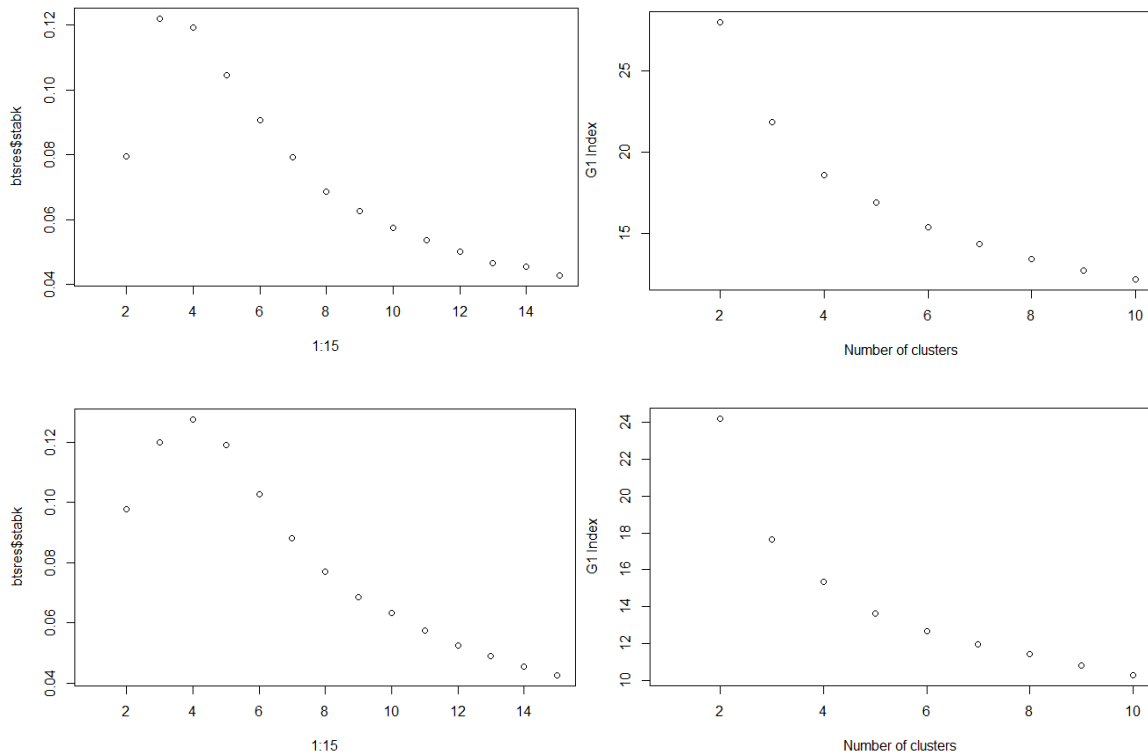 btsres$stabk
0.12
0.10
0.08
0.06
0.04
2 4 6 8 10 12 14
1:15
G1 Index
25
20
15
2 4 6 8 10
Number of clusters
btsres$stabk
0.12
0.10
0.08
0.06
0.04
2 4 6 8 10 12 14
1:15
G1 Index
24
22
20
18
16
14
12
10
2 4 6 8 10
Number of clusters